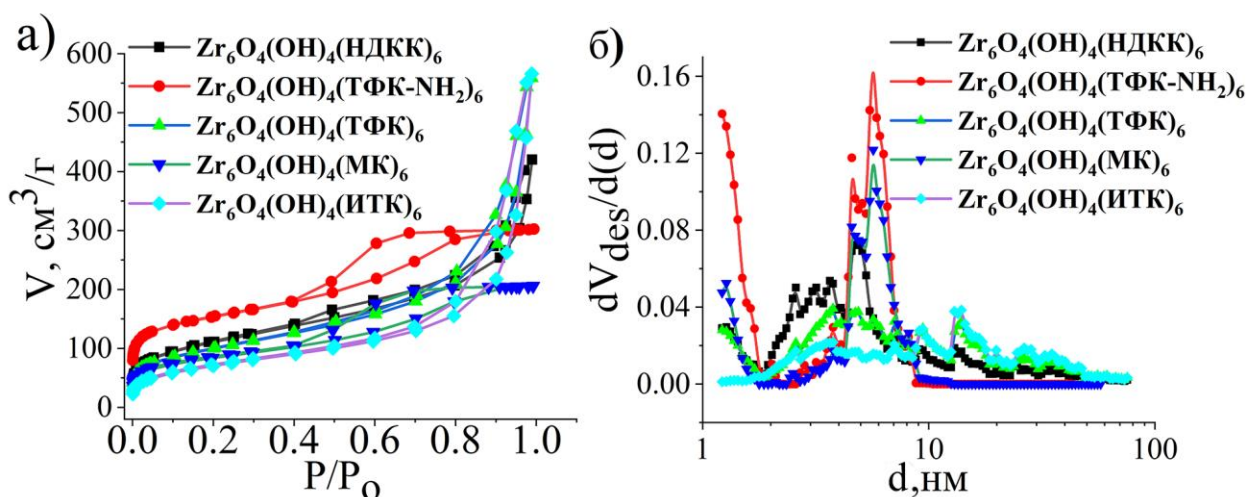 а)
V, см³/г
600
500
400
300
200
100
0
Zr₆O₄(OH)₄(НДКК)₆
Zr₆O₄(OH)₄(ТФК-NH₂)₆
Zr₆O₄(OH)₄(ТФК)₆
Zr₆O₄(OH)₄(МК)₆
Zr₆O₄(OH)₄(ИТК)₆
0.0 0.2 0.4 0.6 0.8 1.0
P/P₀
б)
dV_des/d(d)
0.16
0.12
0.08
0.04
0.00
Zr₆O₄(OH)₄(НДКК)₆
Zr₆O₄(OH)₄(ТФК-NH₂)₆
Zr₆O₄(OH)₄(ТФК)₆
Zr₆O₄(OH)₄(МК)₆
Zr₆O₄(OH)₄(ИТК)₆
1 10 100
d,нм